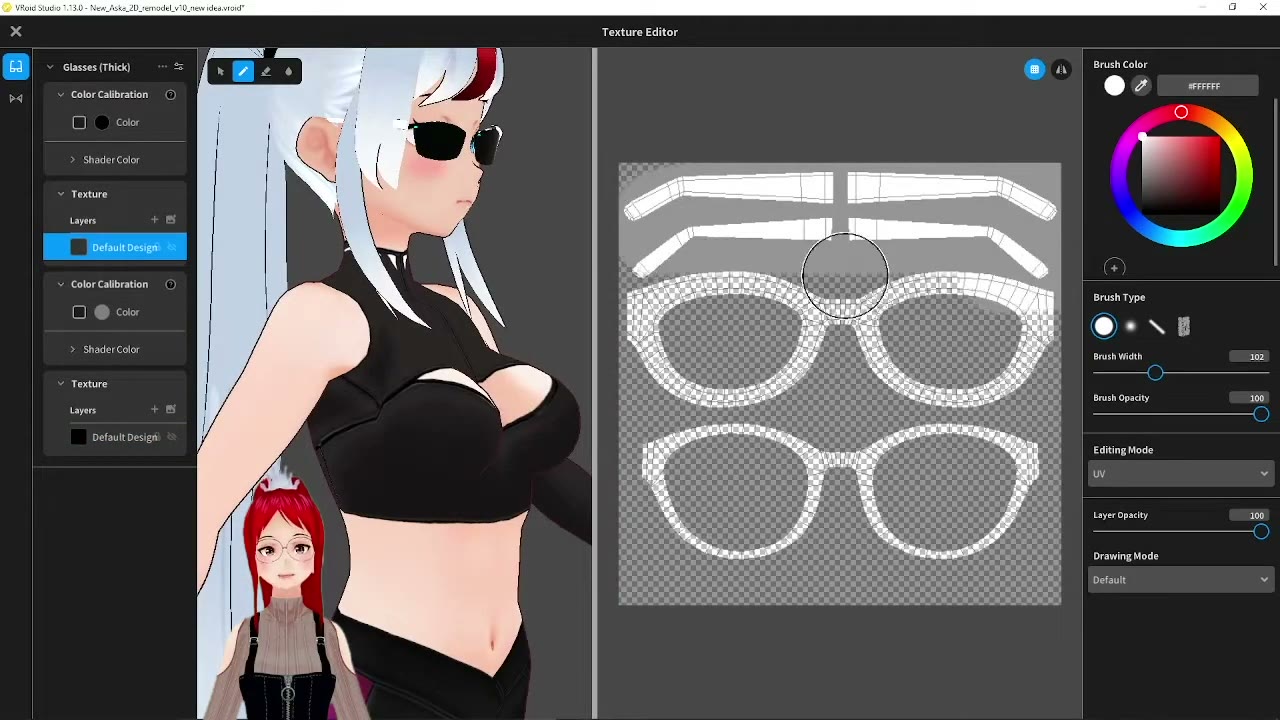 VRoid Studio 1.13.0 - New_Aska_2D_remodel_v10_new idea.vroid*
Texture Editor
Glasses (Thick)
Color Calibration
Color
Shader Color
Texture
Layers
Default Design
Color Calibration
Color
Shader Color
Texture
Layers
Default Design
Brush Color
#FFFFFF
Brush Type
Brush Width
102
Brush Opacity
100
Editing Mode
UV
Layer Opacity
100
Drawing Mode
Default